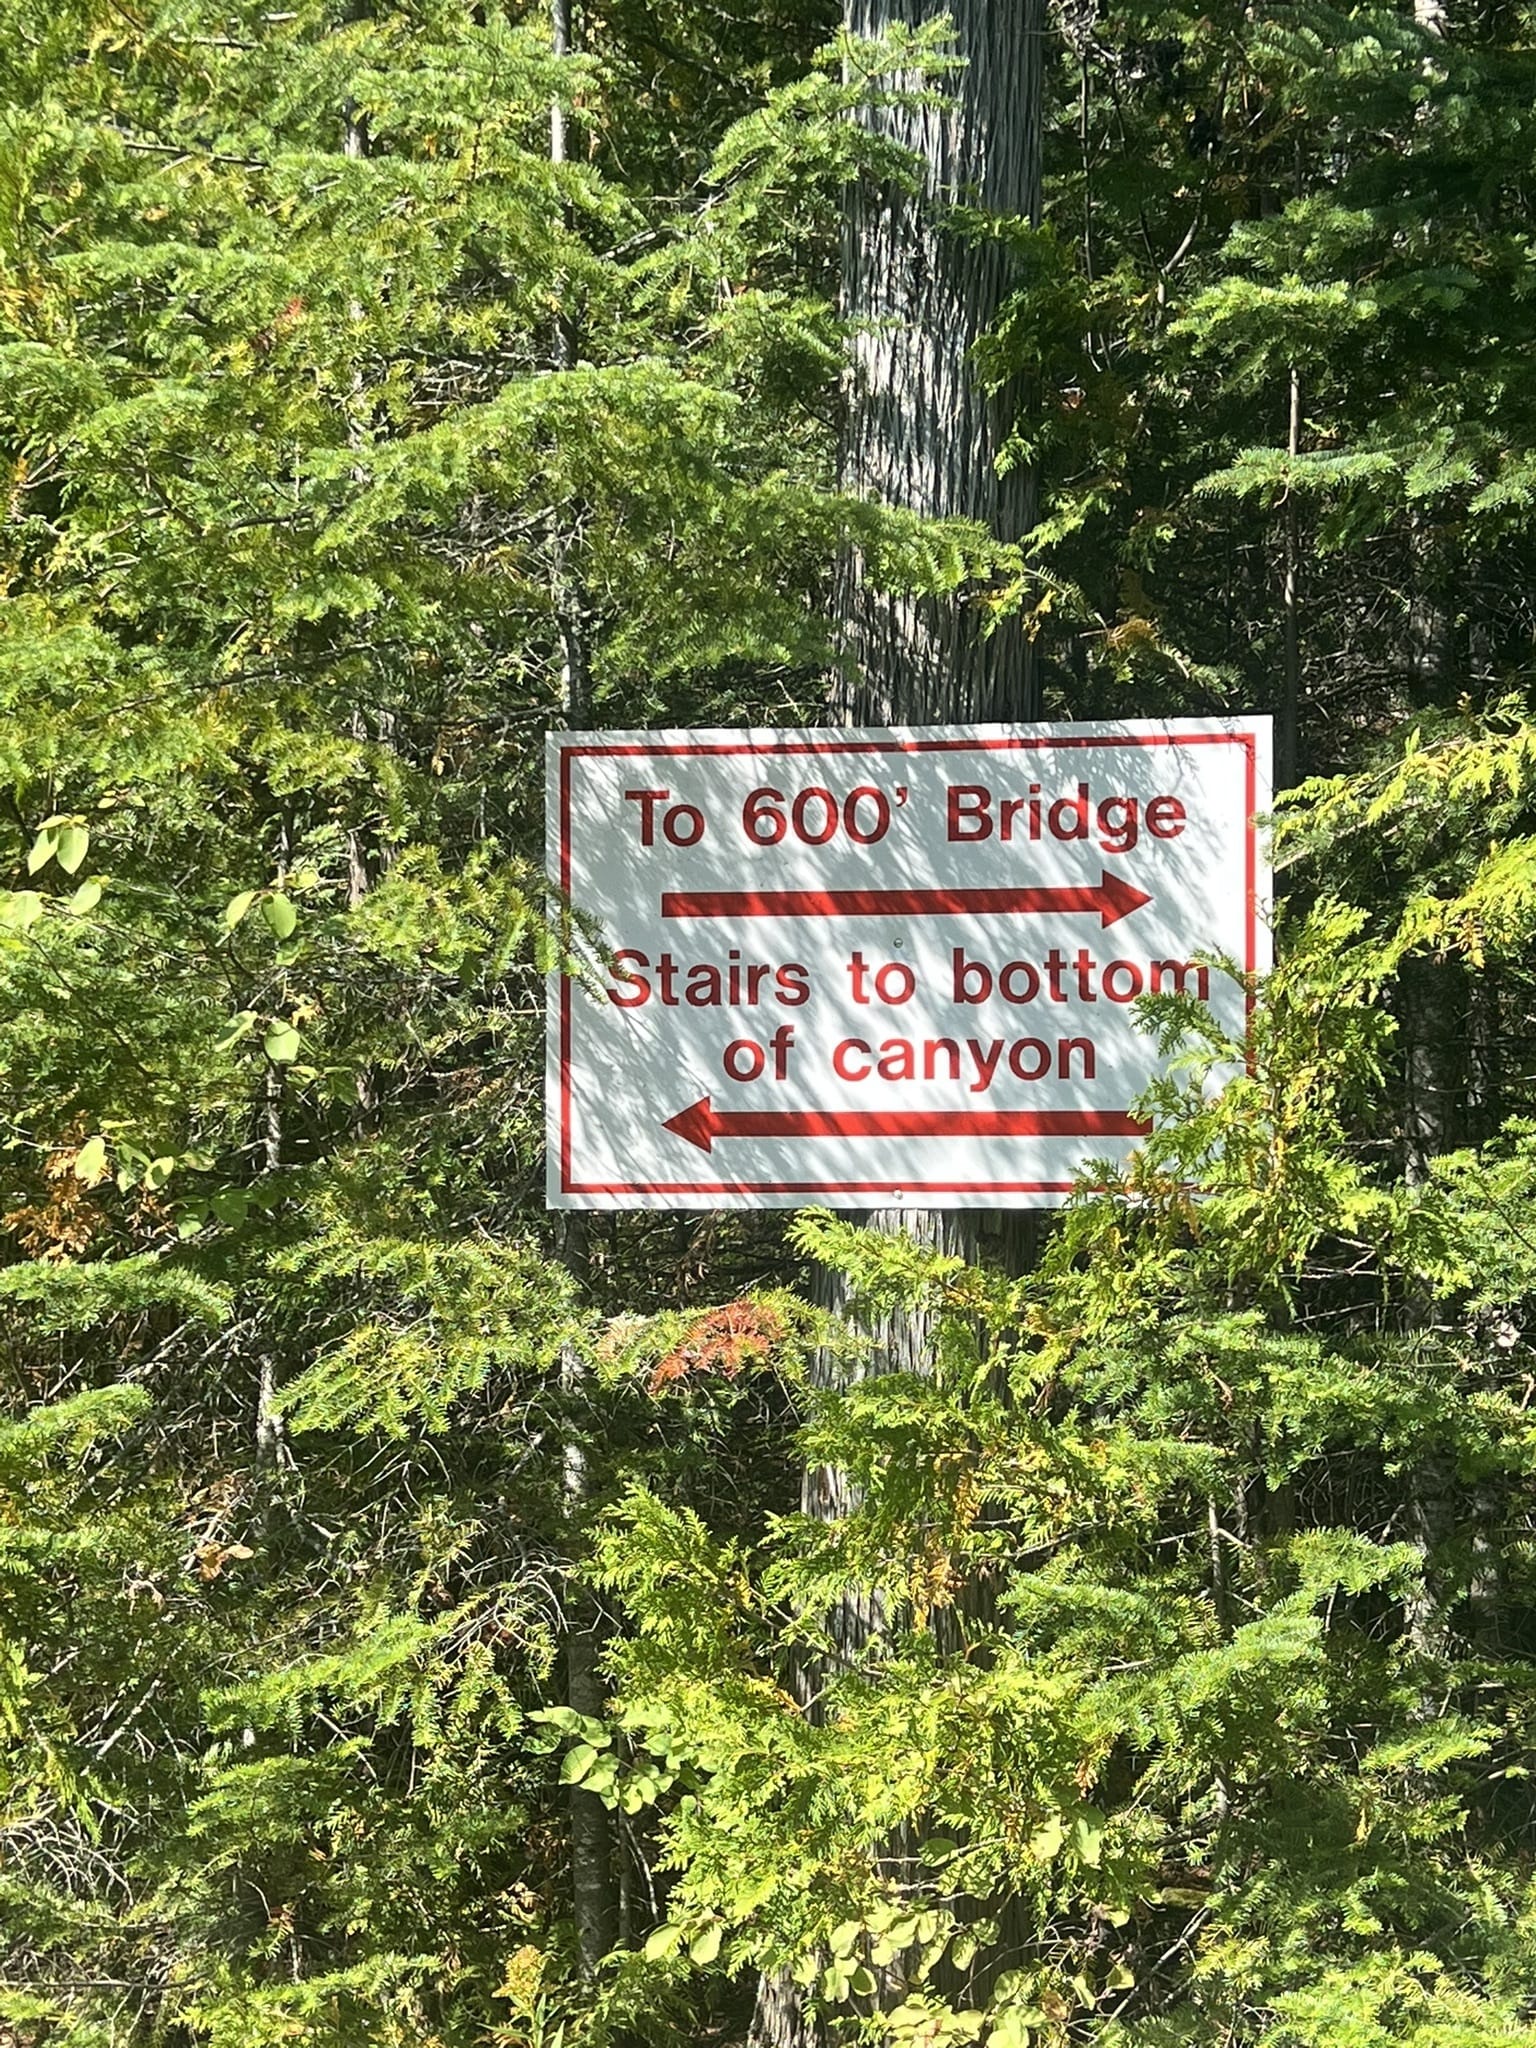 To 600' Bridge
Stairs to bottom
of canyon